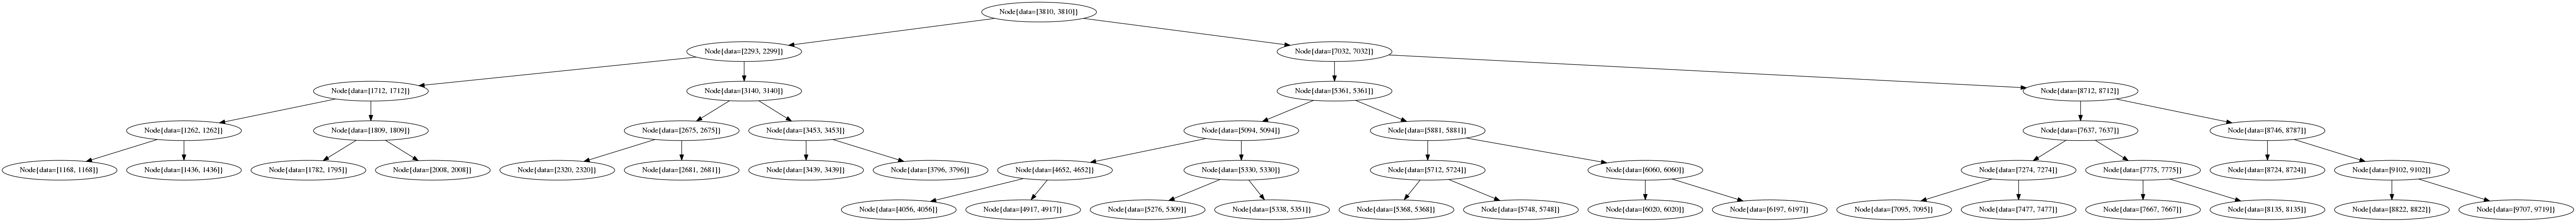 Node{data=[3810, 3810]}
Node{data=[2293, 2299]}
Node{data=[7032, 7032]}
Node{data=[1712, 1712]}
Node{data=[3140, 3140]}
Node{data=[5361, 5361]}
Node{data=[8712, 8712]}
Node{data=[1262, 1262]}
Node{data=[1809, 1809]}
Node{data=[2675, 2675]}
Node{data=[3453, 3453]}
Node{data=[5094, 5094]}
Node{data=[5881, 5881]}
Node{data=[7637, 7637]}
Node{data=[8746, 8787]}
Node{data=[1168, 1168]}
Node{data=[1436, 1436]}
Node{data=[1782, 1795]}
Node{data=[2008, 2008]}
Node{data=[2320, 2320]}
Node{data=[2681, 2681]}
Node{data=[3439, 3439]}
Node{data=[3796, 3796]}
Node{data=[4652, 4652]}
Node{data=[5330, 5330]}
Node{data=[5712, 5724]}
Node{data=[6060, 6060]}
Node{data=[7274, 7274]}
Node{data=[7775, 7775]}
Node{data=[8724, 8724]}
Node{data=[9102, 9102]}
Node{data=[4056, 4056]}
Node{data=[4917, 4917]}
Node{data=[5276, 5309]}
Node{data=[5338, 5351]}
Node{data=[5368, 5368]}
Node{data=[5748, 5748]}
Node{data=[6020, 6020]}
Node{data=[6197, 6197]}
Node{data=[7095, 7095]}
Node{data=[7477, 7477]}
Node{data=[7667, 7667]}
Node{data=[8135, 8135]}
Node{data=[8822, 8822]}
Node{data=[9707, 9719]}